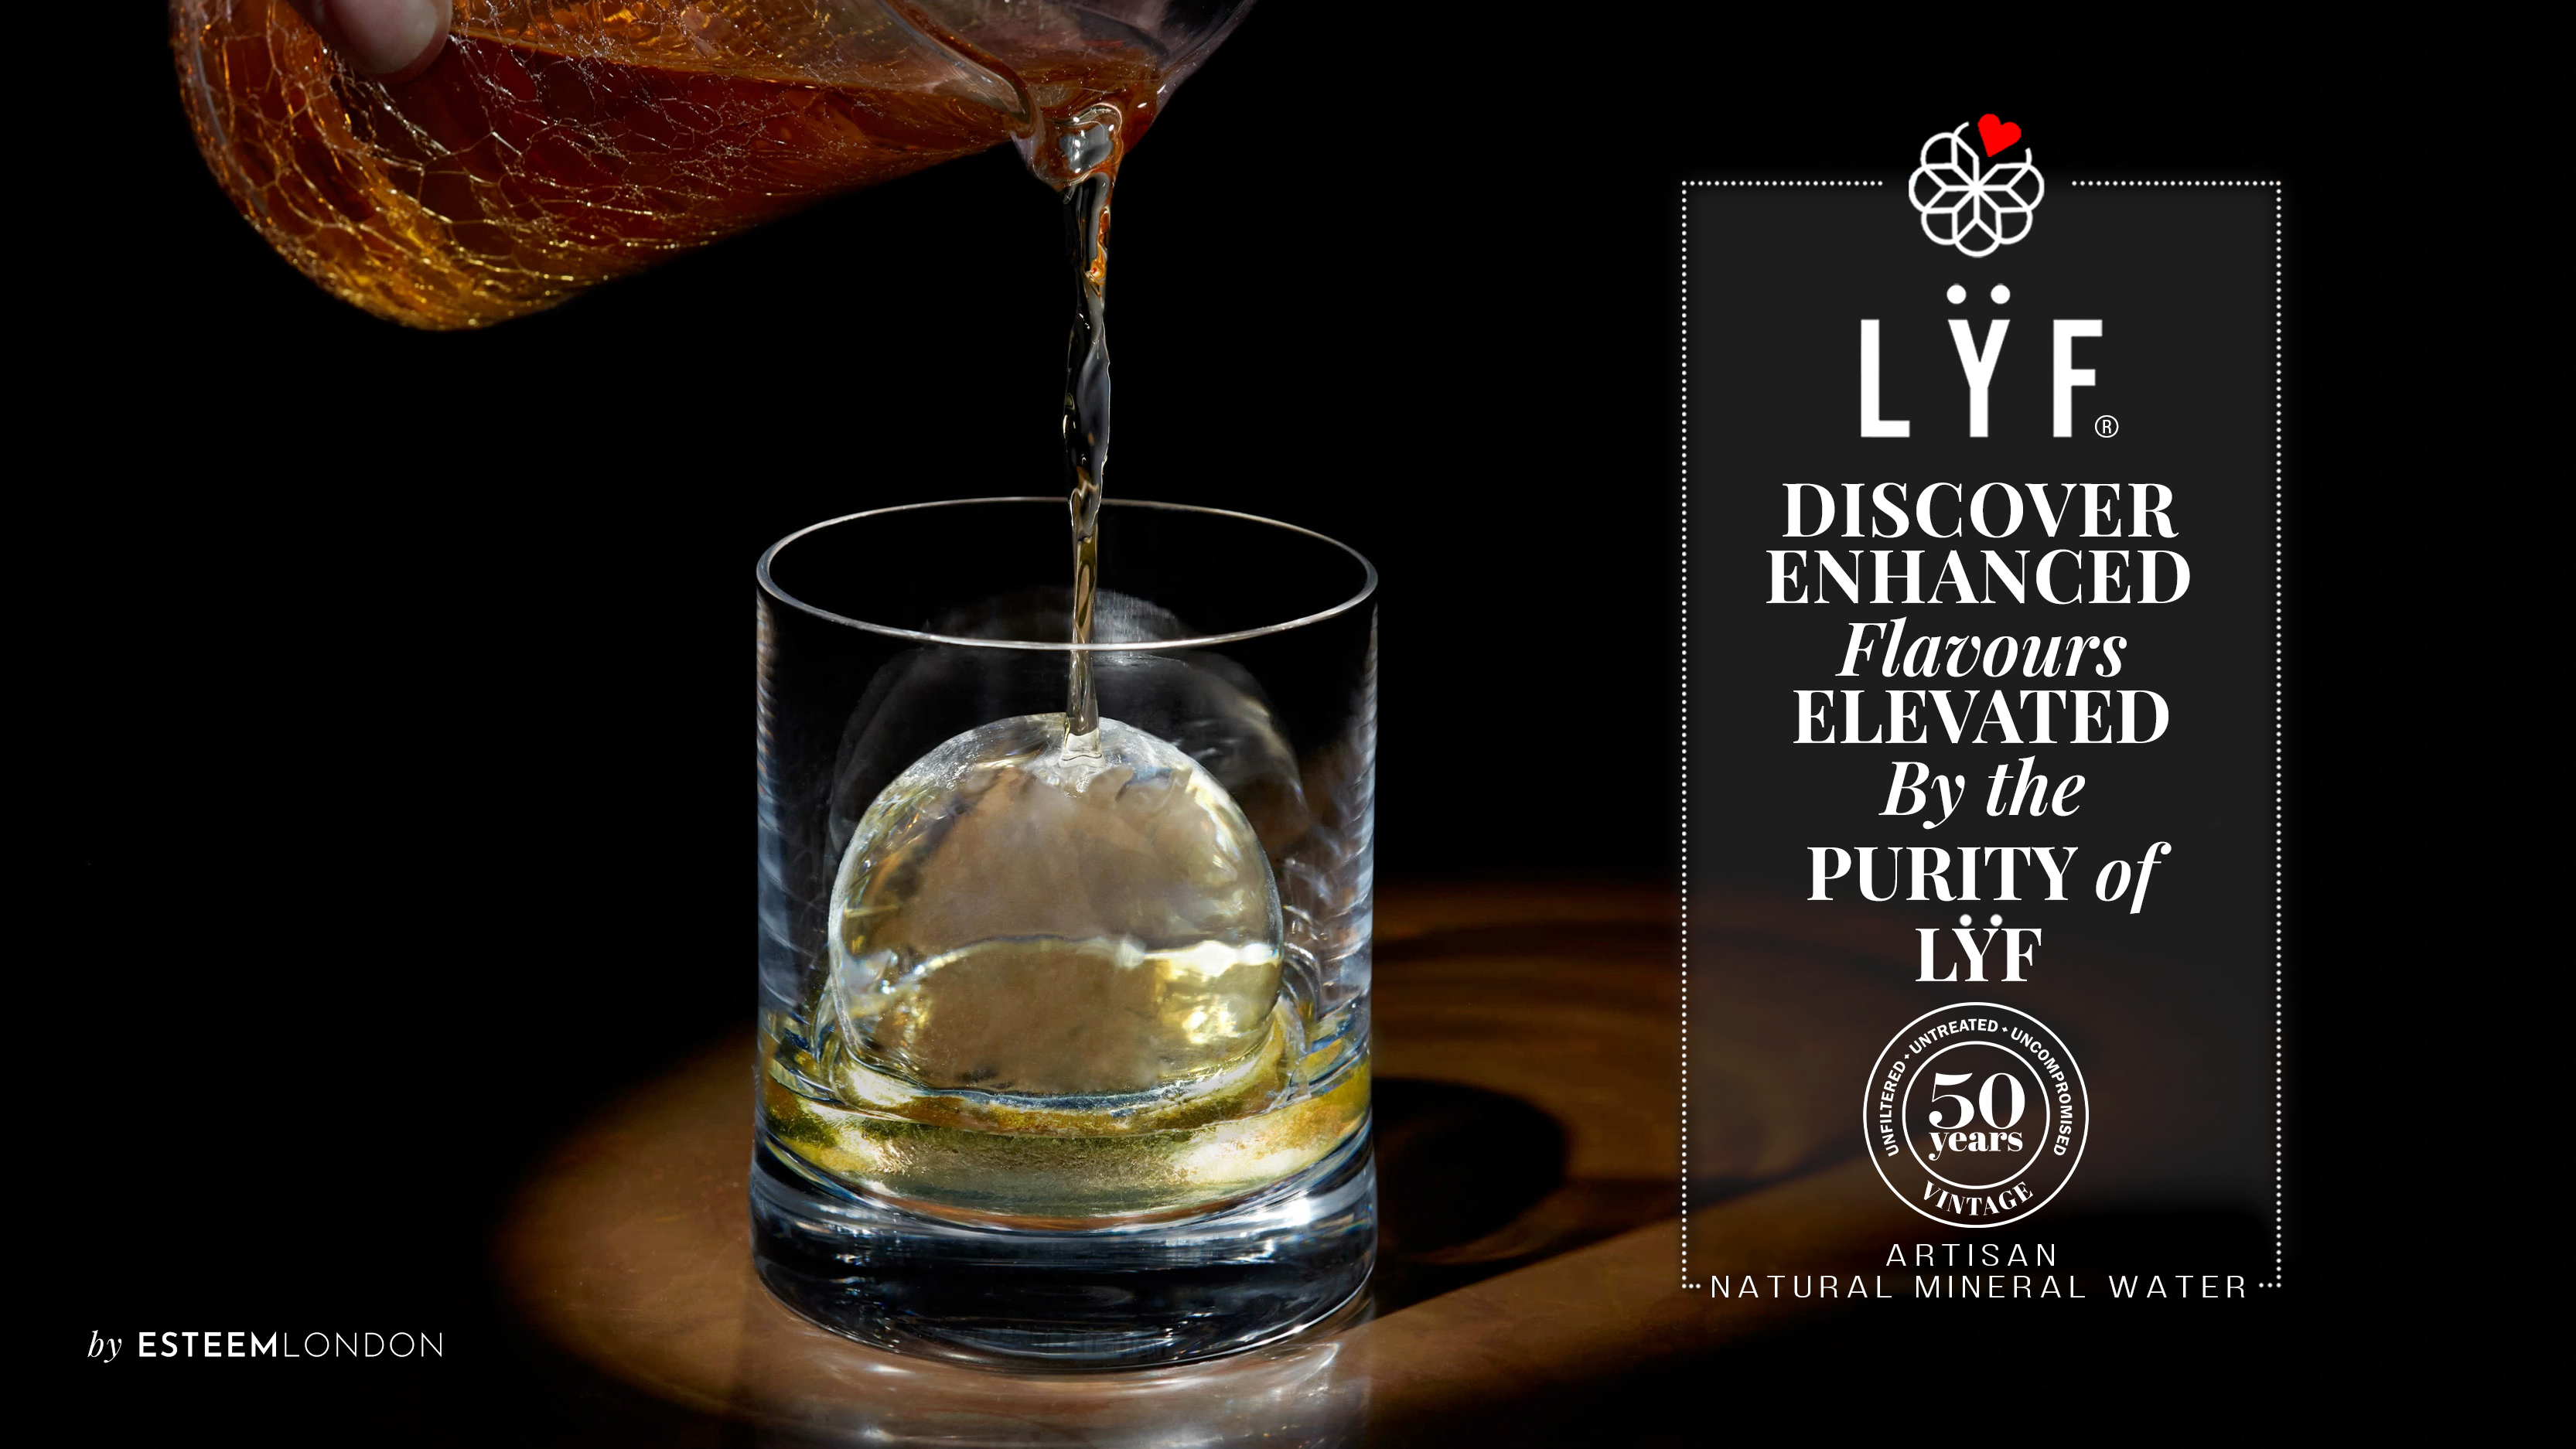 LŸF®
DISCOVER
ENHANCED
Flavours
ELEVATED
By the
PURITY of
LŸF
UNFILTERED • UNTREATED • UNCOMPROMISED
50
years
VINTAGE
ARTISAN
NATURAL MINERAL WATER
by ESTEEMLONDON